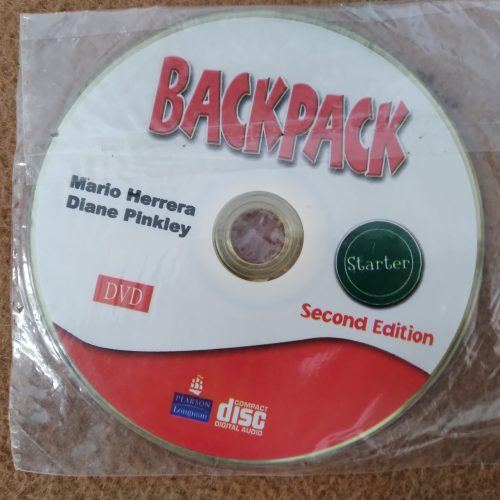 BACKPACK
Mario Herrera
Diane Pinkley
Starter
DVD
Second Edition
PEARSON
Longman
COMPACT
disc
DIGITAL AUDIO